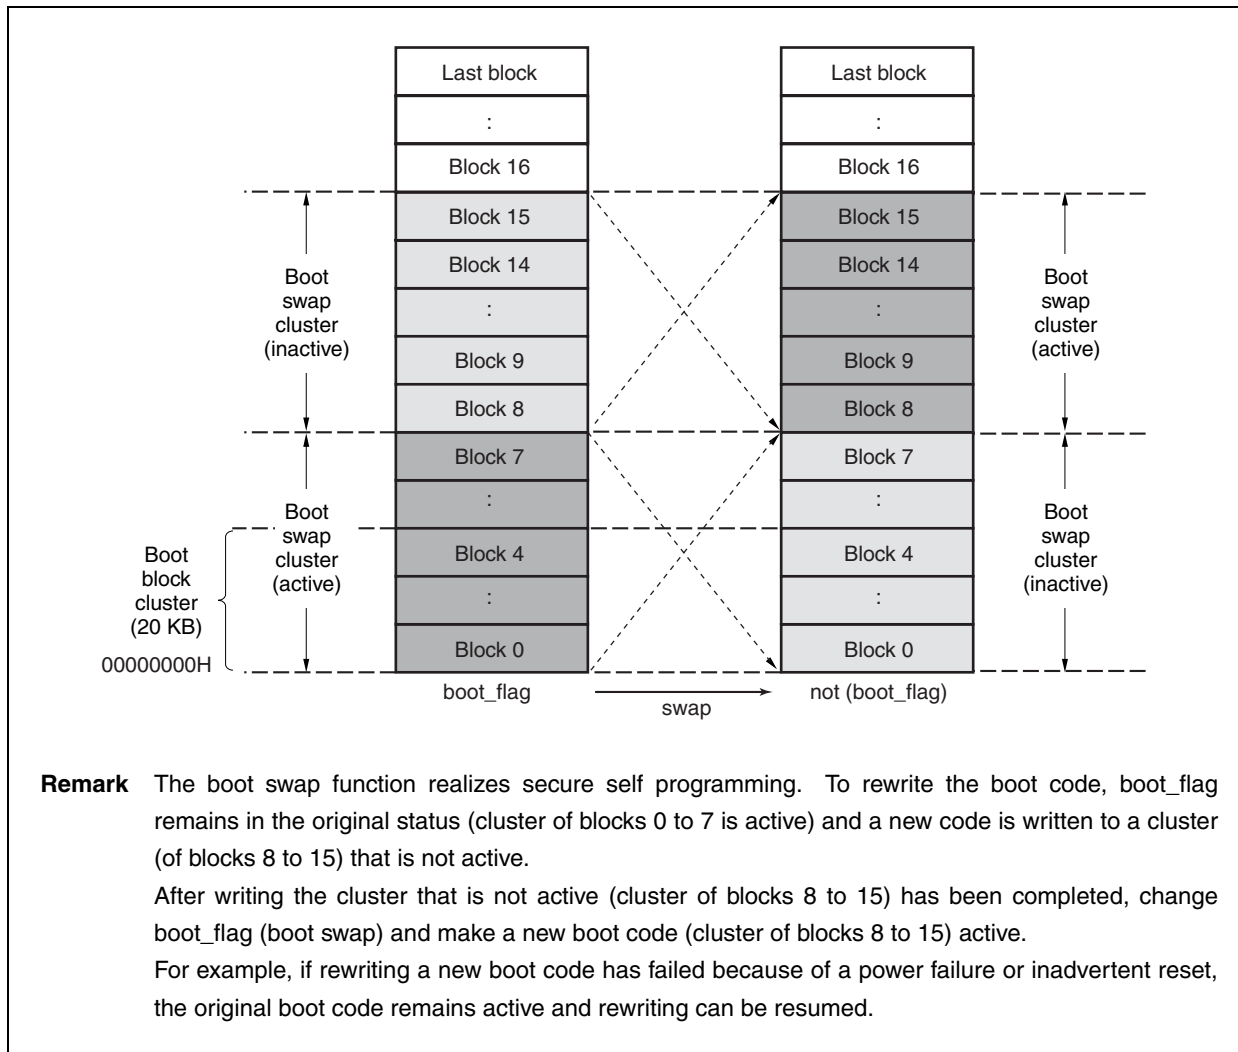 Last block
:
Block 16
Block 15
Block 14
:
Block 9
Block 8
Block 7
:
Block 4
:
Block 0
boot_flag
Boot
swap
cluster
(inactive)
Boot
swap
cluster
(active)
Boot
block
cluster
(20 KB)
00000000H
swap
Last block
:
Block 16
Block 15
Block 14
:
Block 9
Block 8
Block 7
:
Block 4
:
Block 0
not (boot_flag)
Boot
swap
cluster
(active)
Boot
swap
cluster
(inactive)
Remark The boot swap function realizes secure self programming. To rewrite the boot code, boot_flag
remains in the original status (cluster of blocks 0 to 7 is active) and a new code is written to a cluster
(of blocks 8 to 15) that is not active.
After writing the cluster that is not active (cluster of blocks 8 to 15) has been completed, change
boot_flag (boot swap) and make a new boot code (cluster of blocks 8 to 15) active.
For example, if rewriting a new boot code has failed because of a power failure or inadvertent reset,
the original boot code remains active and rewriting can be resumed.